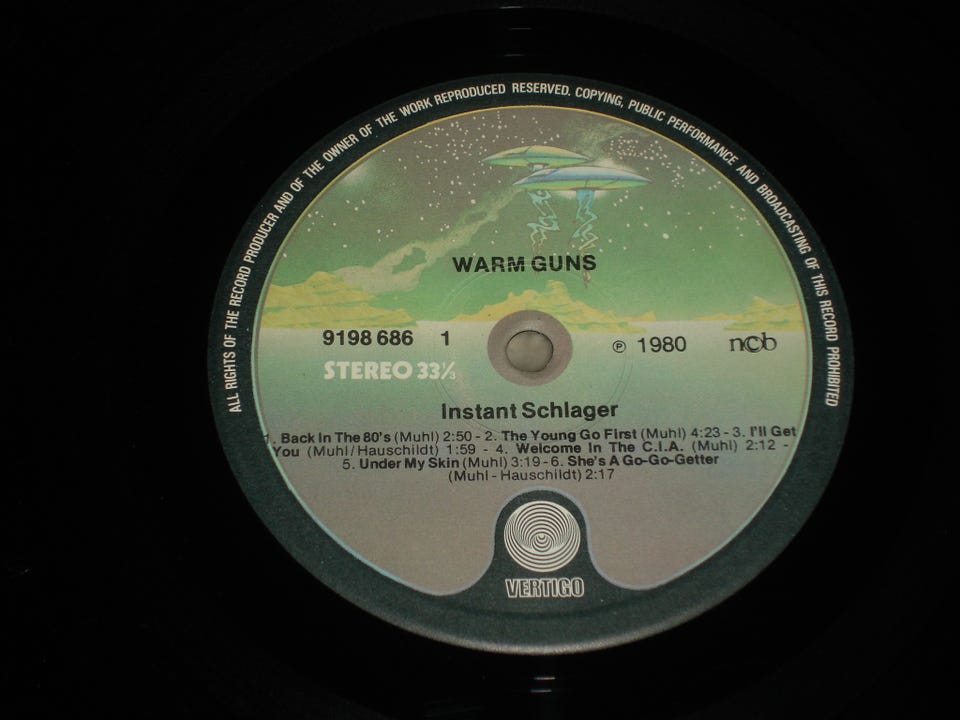 ALL RIGHTS OF THE RECORD PRODUCER AND OF THE OWNER OF THE WORK REPRODUCED RESERVED. COPYING, PUBLIC PERFORMANCE AND BROADCASTING OF THIS RECORD PROHIBITED
WARM GUNS
9198 686 1
℗ 1980 ncb
STEREO 33⅓
Instant Schlager
1. Back In The 80's (Muhl) 2:50 - 2. The Young Go First (Muhl) 4:23 - 3. I'll Get
You (Muhl/Hauschildt) 1:59 - 4. Welcome In The C.I.A. (Muhl) 2:12 -
5. Under My Skin (Muhl) 3:19 - 6. She's A Go-Go-Getter
(Muhl - Hauschildt) 2:17
VERTIGO